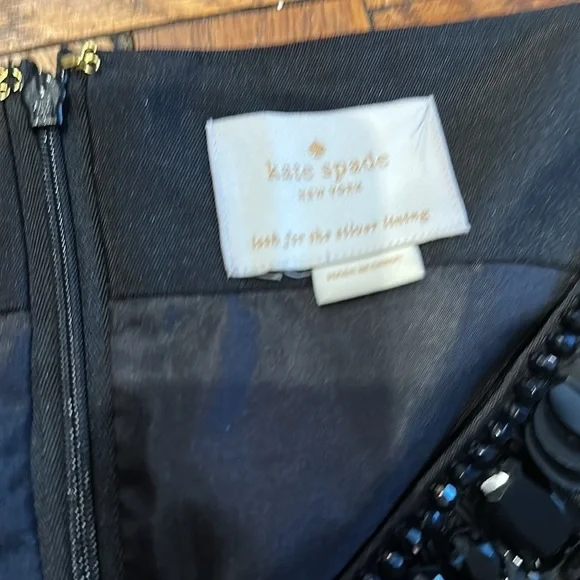 kate spade
NEW YORK
look for the silver lining